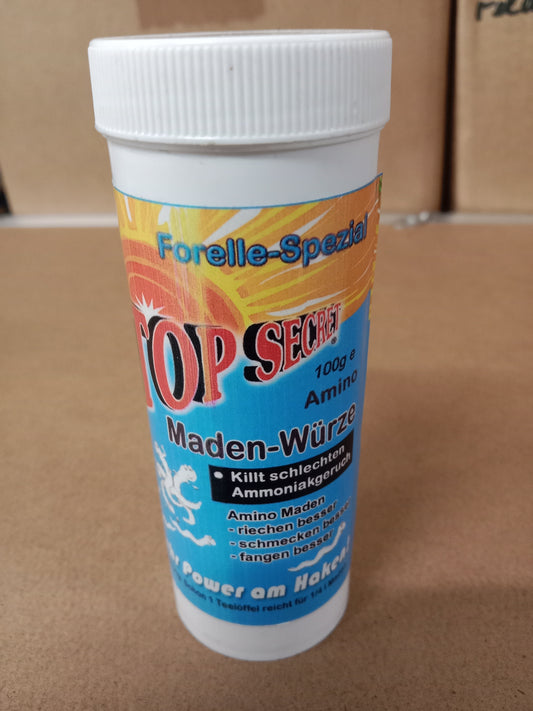 Forelle-Spezial
TOP SECRET®
100g e
Amino
Maden-Würze
• Killt schlechten
Ammoniakgeruch
Amino Maden
- riechen besser
- schmecken besser
- fangen besser
Power am Haken!
Schon 1 Teelöffel reicht für 1/4 l